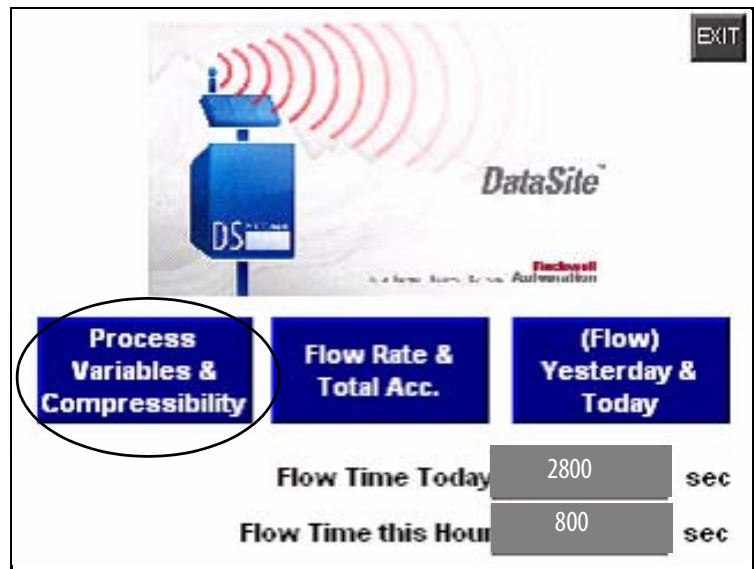 EXIT
DataSite™
DS
Rockwell
Automation
Process
Variables &
Compressibility
Flow Rate &
Total Acc.
(Flow)
Yesterday &
Today
Flow Time Today 2800 sec
Flow Time this Hour 800 sec